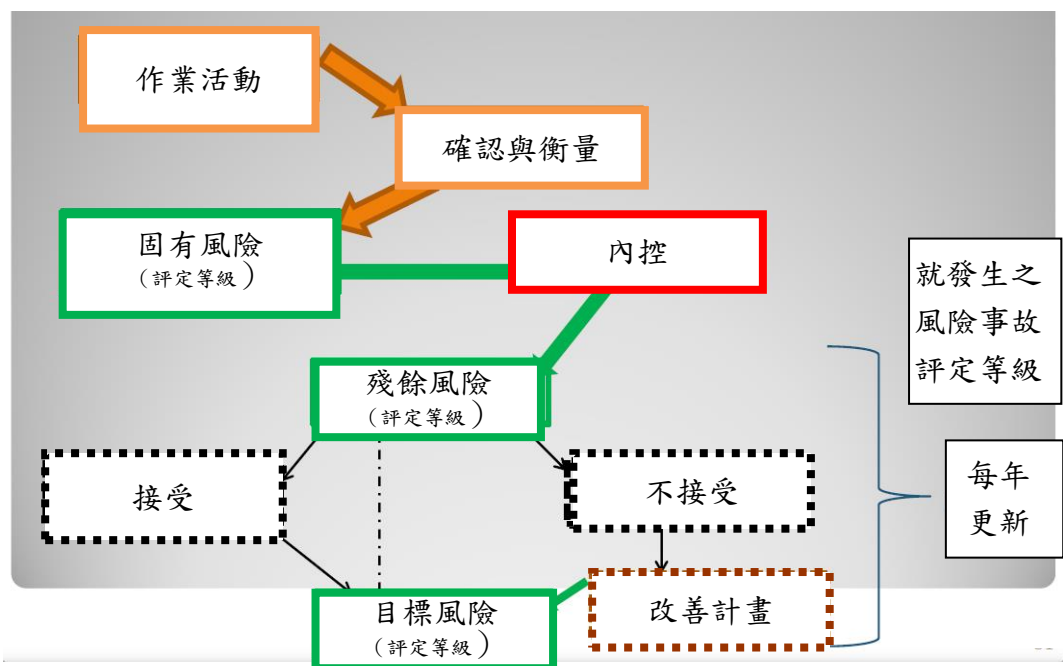 作業活動
確認與衡量
固有風險
（評定等級）
內控
就發生之
風險事故
評定等級
殘餘風險
（評定等級）
接受
不接受
每年
更新
目標風險
（評定等級）
改善計畫